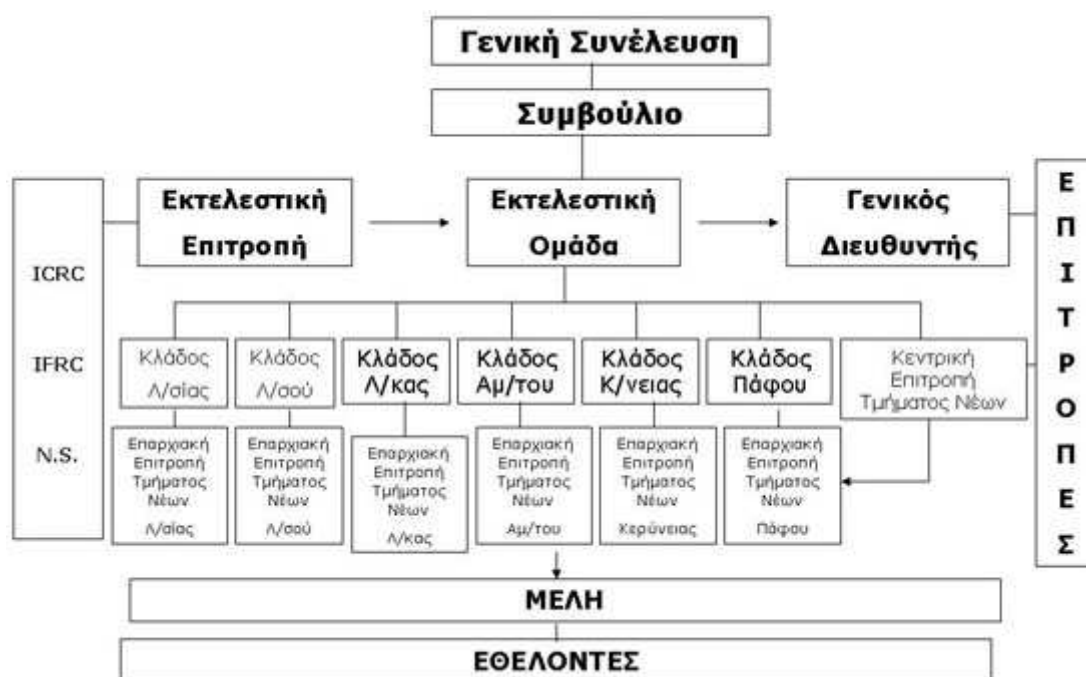 Γενική Συνέλευση
Συμβούλιο
Εκτελεστική
Επιτροπή
Εκτελεστική
Ομάδα
Γενικός
Διευθυντής
ICRC
IFRC
N.S.
Κλάδος
Λ/σίας
Κλάδος
Λ/σού
Κλάδος
Λ/κας
Κλάδος
Αμ/του
Κλάδος
Κ/νειας
Κλάδος
Πάφου
Κεντρική
Επιτροπή
Τμήματος Νέων
Επαρχιακή
Επιτροπή
Τμήματος
Νέων
Λ/σίας
Επαρχιακή
Επιτροπή
Τμήματος
Νέων
Λ/σού
Επαρχιακή
Επιτροπή
Τμήματος
Νέων
Λ/κας
Επαρχιακή
Επιτροπή
Τμήματος
Νέων
Αμ/του
Επαρχιακή
Επιτροπή
Τμήματος
Νέων
Κερύνειας
Επαρχιακή
Επιτροπή
Τμήματος
Νέων
Πάφου
Ε
Π
Ι
Τ
Ρ
Ο
Π
Ε
Σ
ΜΕΛΗ
ΕΘΕΛΟΝΤΕΣ